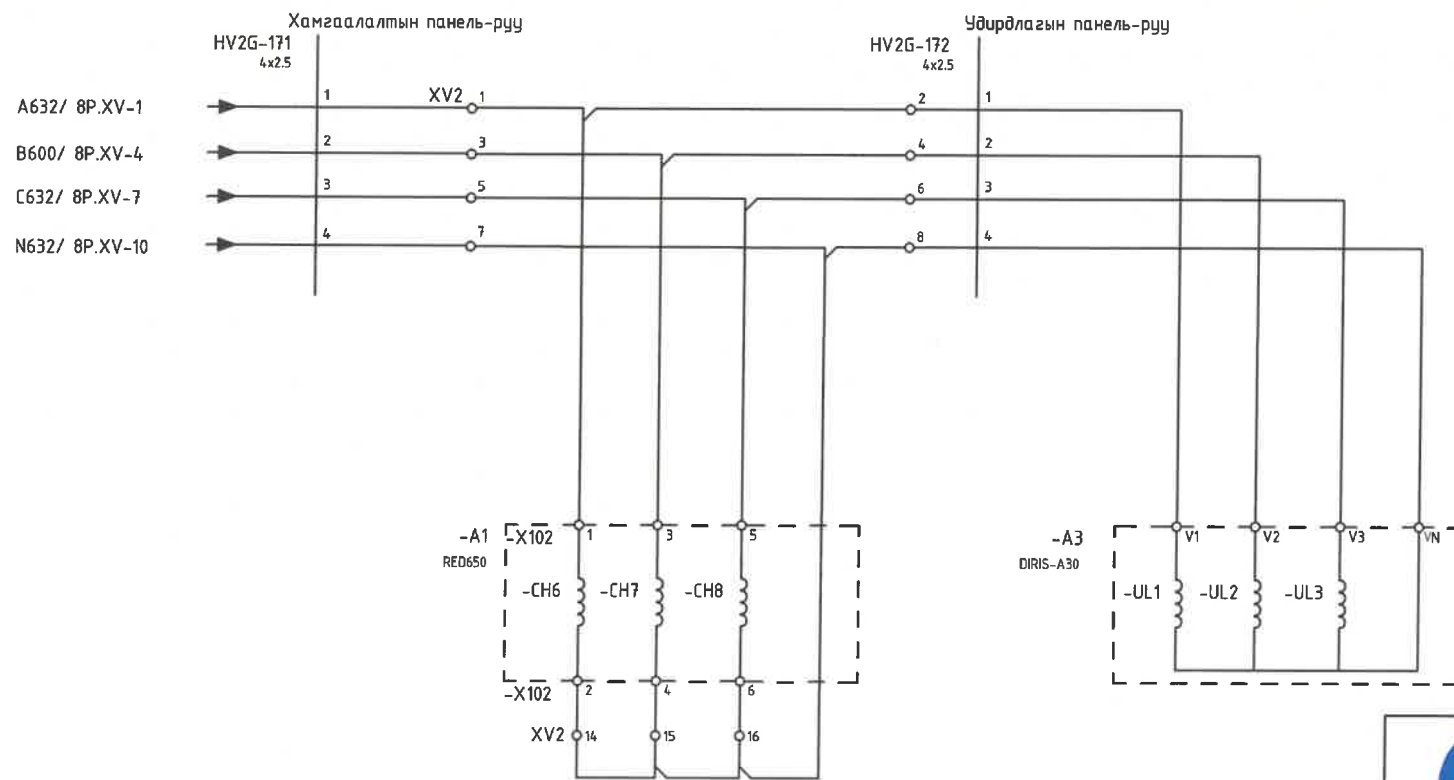 Хамгаалалтын панель-руу
Удирдлагын панель-руу
HV2G-171
4x2.5
HV2G-172
4x2.5
A632/ 8P.XV-1
1
XV2
1
2
1
B600/ 8P.XV-4
2
3
4
2
C632/ 8P.XV-7
3
5
6
3
N632/ 8P.XV-10
4
7
8
4
-A1
RED650
-X102
1
3
5
-CH6
-CH7
-CH8
-X102
2
4
6
XV2
14
15
16
-A3
DIRIS-A30
V1
V2
V3
VN
-UL1
-UL2
-UL3